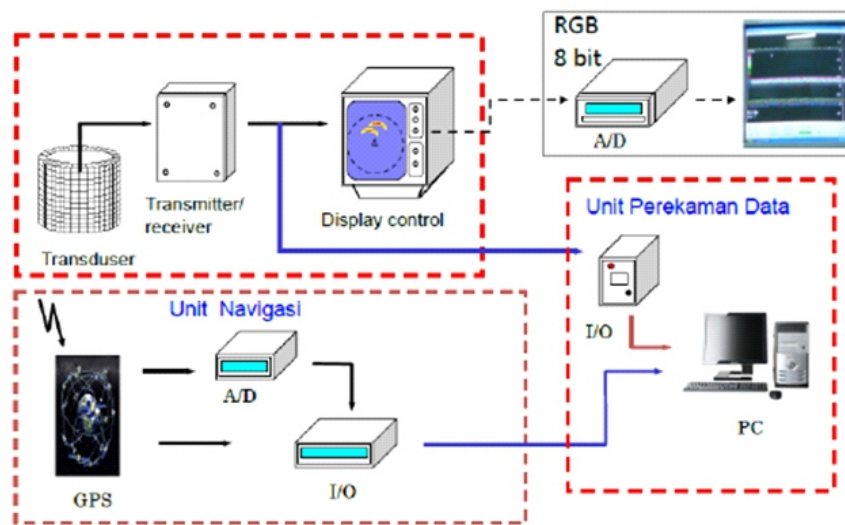 RGB
8 bit
A/D
Transduser
Transmitter/
receiver
Display control
Unit Perekaman Data
I/O
PC
Unit Navigasi
GPS
A/D
I/O